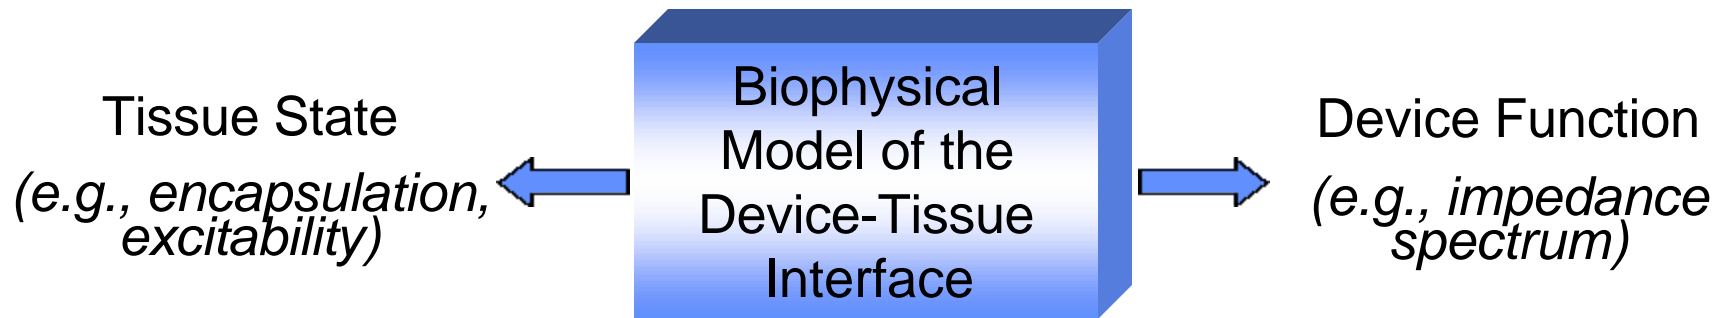 Tissue State
(e.g., encapsulation,
excitability)
Biophysical
Model of the
Device-Tissue
Interface
Device Function
(e.g., impedance
spectrum)